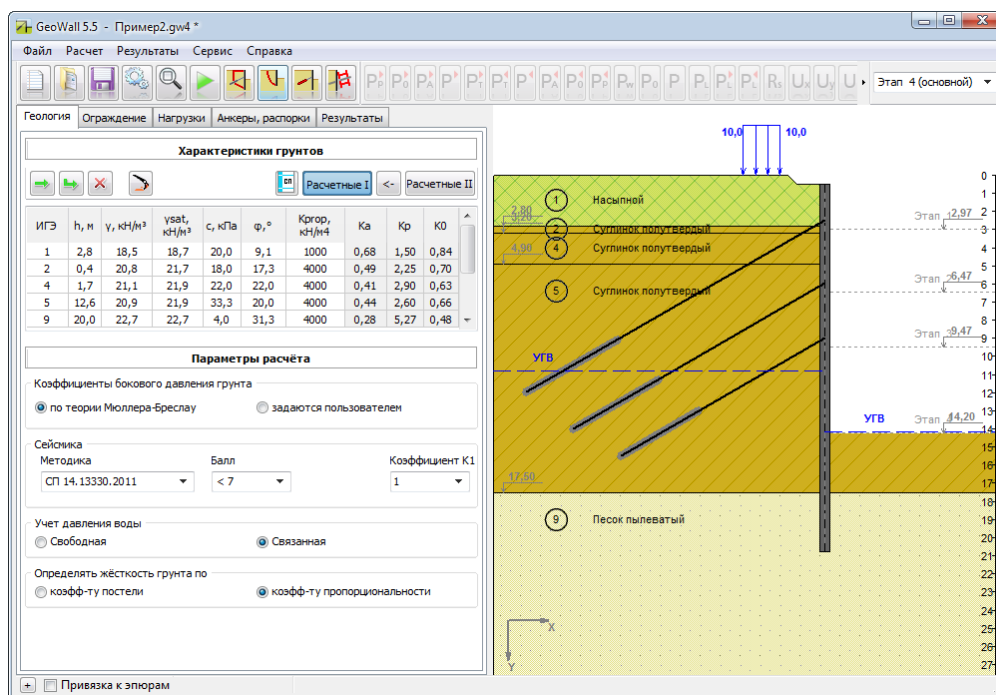 GeoWall 5.5 - Пример2.gw4 *
Файл Расчет Результаты Сервис Справка
Этап 4 (основной)
Геология Ограждение Нагрузки Анкеры, распорки Результаты
Характеристики грунтов
Расчетные I <- Расчетные II
ИГЭ h, м γ, кН/м³ γsat, кН/м³ c, кПа φ,° Kprop, кН/м4 Ka Kp K0
1 2,8 18,5 18,7 20,0 9,1 1000 0,68 1,50 0,84
2 0,4 20,8 21,7 18,0 17,3 4000 0,49 2,25 0,70
4 1,7 21,1 21,9 22,0 22,0 4000 0,41 2,90 0,63
5 12,6 20,9 21,9 33,3 20,0 4000 0,44 2,60 0,66
9 20,0 22,7 22,7 4,0 31,3 4000 0,28 5,27 0,48
Параметры расчёта
Коэффициенты бокового давления грунта
по теории Мюллера-Бреслау задаются пользователем
Сейсмика
Методика Балл Коэффициент K1
СП 14.13330.2011 < 7 1
Учет давления воды
Свободная Связанная
Определять жёсткость грунта по
коэфф-ту постели коэфф-ту пропорциональности
+ Привязка к эпюрам
10,0 10,0
1 Насыпной
2,80
3,20
2 Суглинок полутвердый
4 Суглинок полутвердый
4,90
5 Суглинок полутвердый
УГВ
17,50
9 Песок пылеватый
X
Y
Этап 2,97
Этап 6,47
Этап 9,47
УГВ Этап 14,20
0
1
2
3
4
5
6
7
8
9
10
11
12
13
14
15
16
17
18
19
20
21
22
23
24
25
26
27